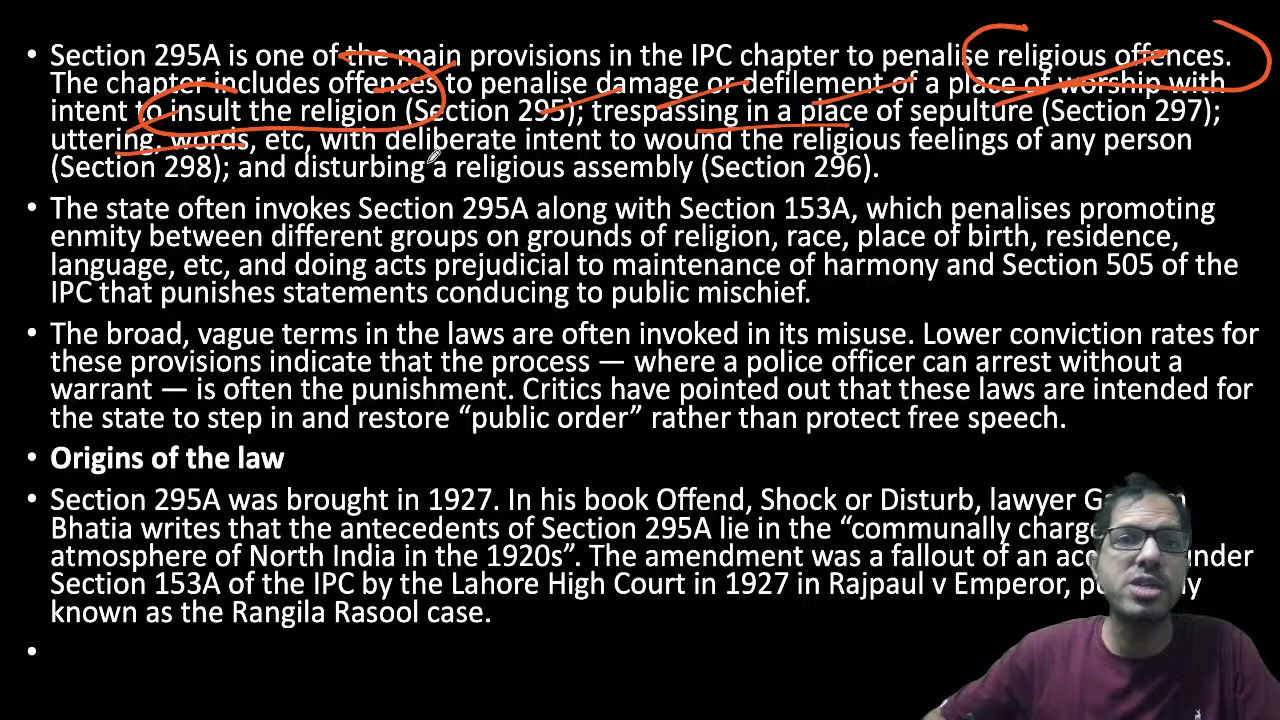 • Section 295A is one of the main provisions in the IPC chapter to penalise religious offences.
The chapter includes offences to penalise damage or defilement of a place of worship with
intent to insult the religion (Section 295); trespassing in a place of sepulture (Section 297);
uttering, words, etc, with deliberate intent to wound the religious feelings of any person
(Section 298); and disturbing a religious assembly (Section 296).
• The state often invokes Section 295A along with Section 153A, which penalises promoting
enmity between different groups on grounds of religion, race, place of birth, residence,
language, etc, and doing acts prejudicial to maintenance of harmony and Section 505 of the
IPC that punishes statements conducing to public mischief.
• The broad, vague terms in the laws are often invoked in its misuse. Lower conviction rates for
these provisions indicate that the process — where a police officer can arrest without a
warrant — is often the punishment. Critics have pointed out that these laws are intended for
the state to step in and restore “public order” rather than protect free speech.
• Origins of the law
• Section 295A was brought in 1927. In his book Offend, Shock or Disturb, lawyer
Bhatia writes that the antecedents of Section 295A lie in the “communally
atmosphere of North India in the 1920s”. The amendment was a fallout of an under
Section 153A of the IPC by the Lahore High Court in 1927 in Rajpaul v Emperor,
known as the Rangila Rasool case.
•